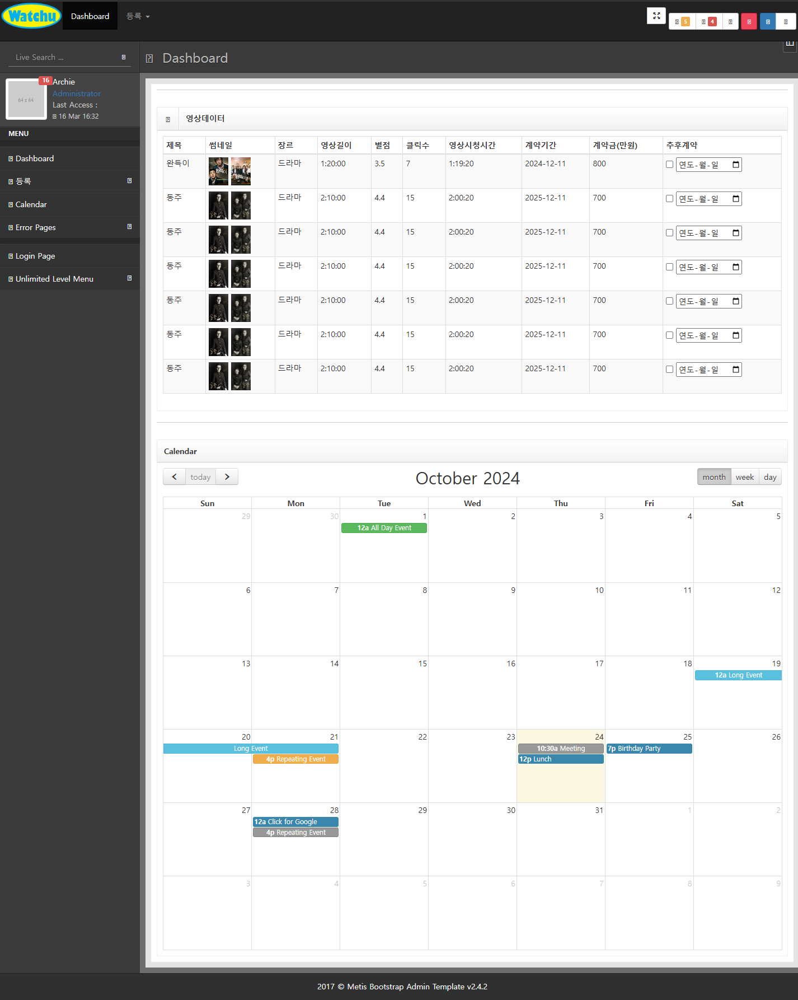 Watchu
Dashboard
등록
5
4
Live Search ...
Dashboard
64 x 64
16
Archie
Administrator
Last Access :
16 Mar 16:32
MENU
Dashboard
등록
Calendar
Error Pages
Login Page
Unlimited Level Menu
영상데이터
제목 썸네일 장르 영상길이 별점 클릭수 영상시청시간 계약기간 계약금(만원) 추후계약
완득이 드라마 1:20:00 3.5 7 1:19:20 2024-12-11 800 연도-월-일
동주 드라마 2:10:00 4.4 15 2:00:20 2025-12-11 700 연도-월-일
동주 드라마 2:10:00 4.4 15 2:00:20 2025-12-11 700 연도-월-일
동주 드라마 2:10:00 4.4 15 2:00:20 2025-12-11 700 연도-월-일
동주 드라마 2:10:00 4.4 15 2:00:20 2025-12-11 700 연도-월-일
동주 드라마 2:10:00 4.4 15 2:00:20 2025-12-11 700 연도-월-일
동주 드라마 2:10:00 4.4 15 2:00:20 2025-12-11 700 연도-월-일
Calendar
today
October 2024
month week day
Sun Mon Tue Wed Thu Fri Sat
29 30 1 2 3 4 5
12a All Day Event
6 7 8 9 10 11 12
13 14 15 16 17 18 19
12a Long Event
20 21 22 23 24 25 26
Long Event 10:30a Meeting 7p Birthday Party
4p Repeating Event 12p Lunch
27 28 29 30 31 1 2
12a Click for Google
4p Repeating Event
3 4 5 6 7 8 9
2017 © Metis Bootstrap Admin Template v2.4.2